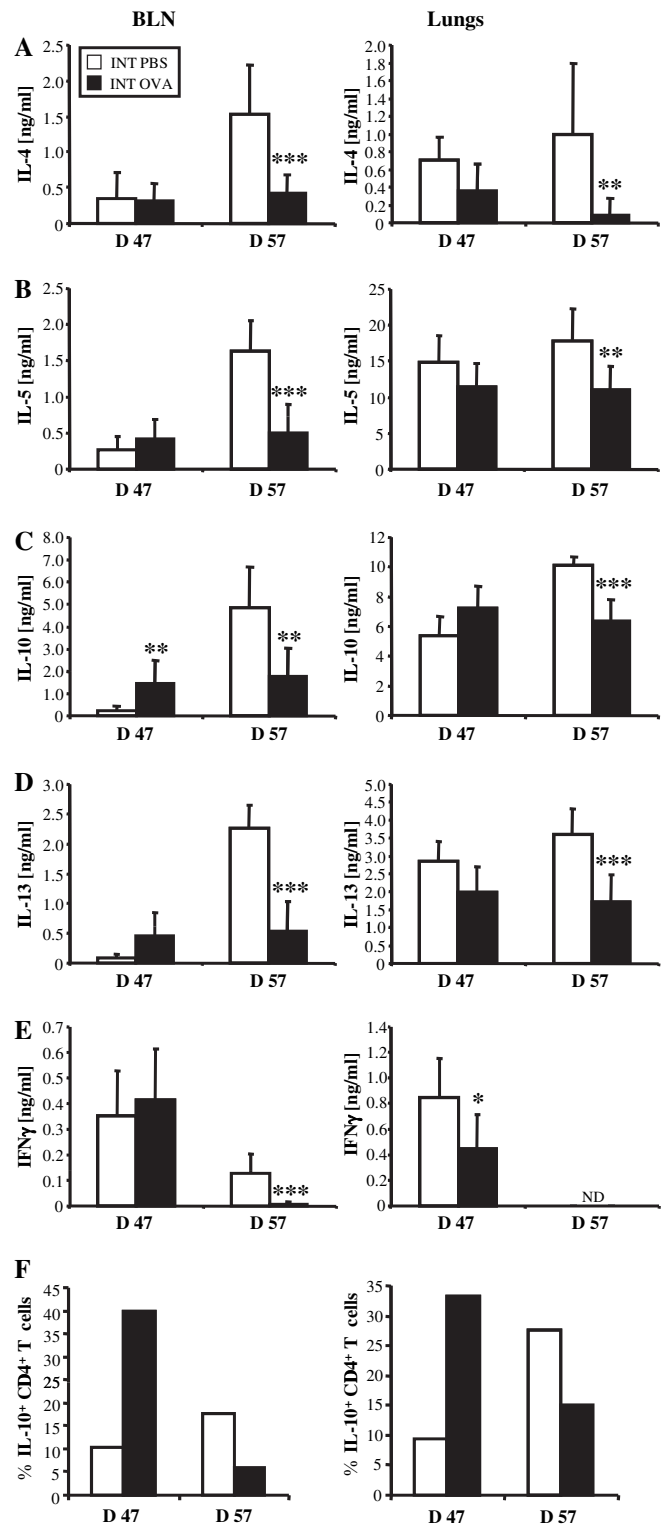 BLN
Lungs
A
IL-4 [ng/ml]
2.5
2.0
1.5
1.0
0.5
0
INT PBS
INT OVA
***
D 47
D 57
IL-4 [ng/ml]
2.0
1.8
1.6
1.4
1.2
1.0
0.8
0.6
0.4
0.2
0
**
D 47
D 57
B
IL-5 [ng/ml]
2.5
2.0
1.5
1.0
0.5
0
***
D 47
D 57
IL-5 [ng/ml]
25
20
15
10
5
0
**
D 47
D 57
C
IL-10 [ng/ml]
8.0
7.0
6.0
5.0
4.0
3.0
2.0
1.0
0
**
**
D 47
D 57
IL-10 [ng/ml]
12
10
8
6
4
2
0
***
D 47
D 57
D
IL-13 [ng/ml]
3.0
2.5
2.0
1.5
1.0
0.5
0
***
D 47
D 57
IL-13 [ng/ml]
5.0
4.5
4.0
3.5
3.0
2.5
2.0
1.5
1.0
0.5
0
***
D 47
D 57
E
IFNγ [ng/ml]
0.7
0.6
0.5
0.4
0.3
0.2
0.1
0
***
D 47
D 57
IFNγ [ng/ml]
1.4
1.2
1.0
0.8
0.6
0.4
0.2
0
*
ND
D 47
D 57
F
% IL-10⁺ CD4⁺ T cells
45
40
35
30
25
20
15
10
5
0
D 47
D 57
% IL-10⁺ CD4⁺ T cells
35
30
25
20
15
10
5
0
D 47
D 57